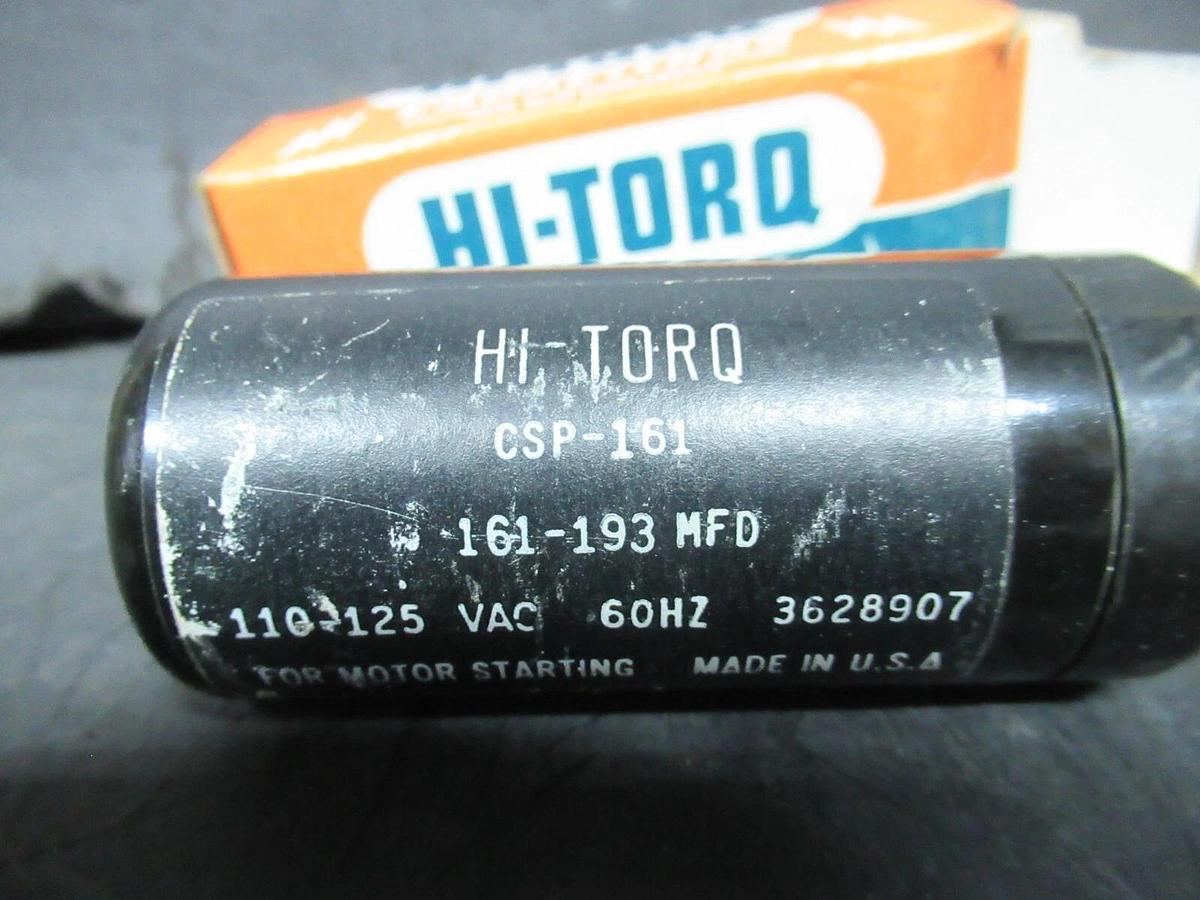 HI-TORQ
HI-TORQ
CSP-161
161-193 MFD
110-125 VAC 60HZ 3628907
FOR MOTOR STARTING MADE IN U.S.A